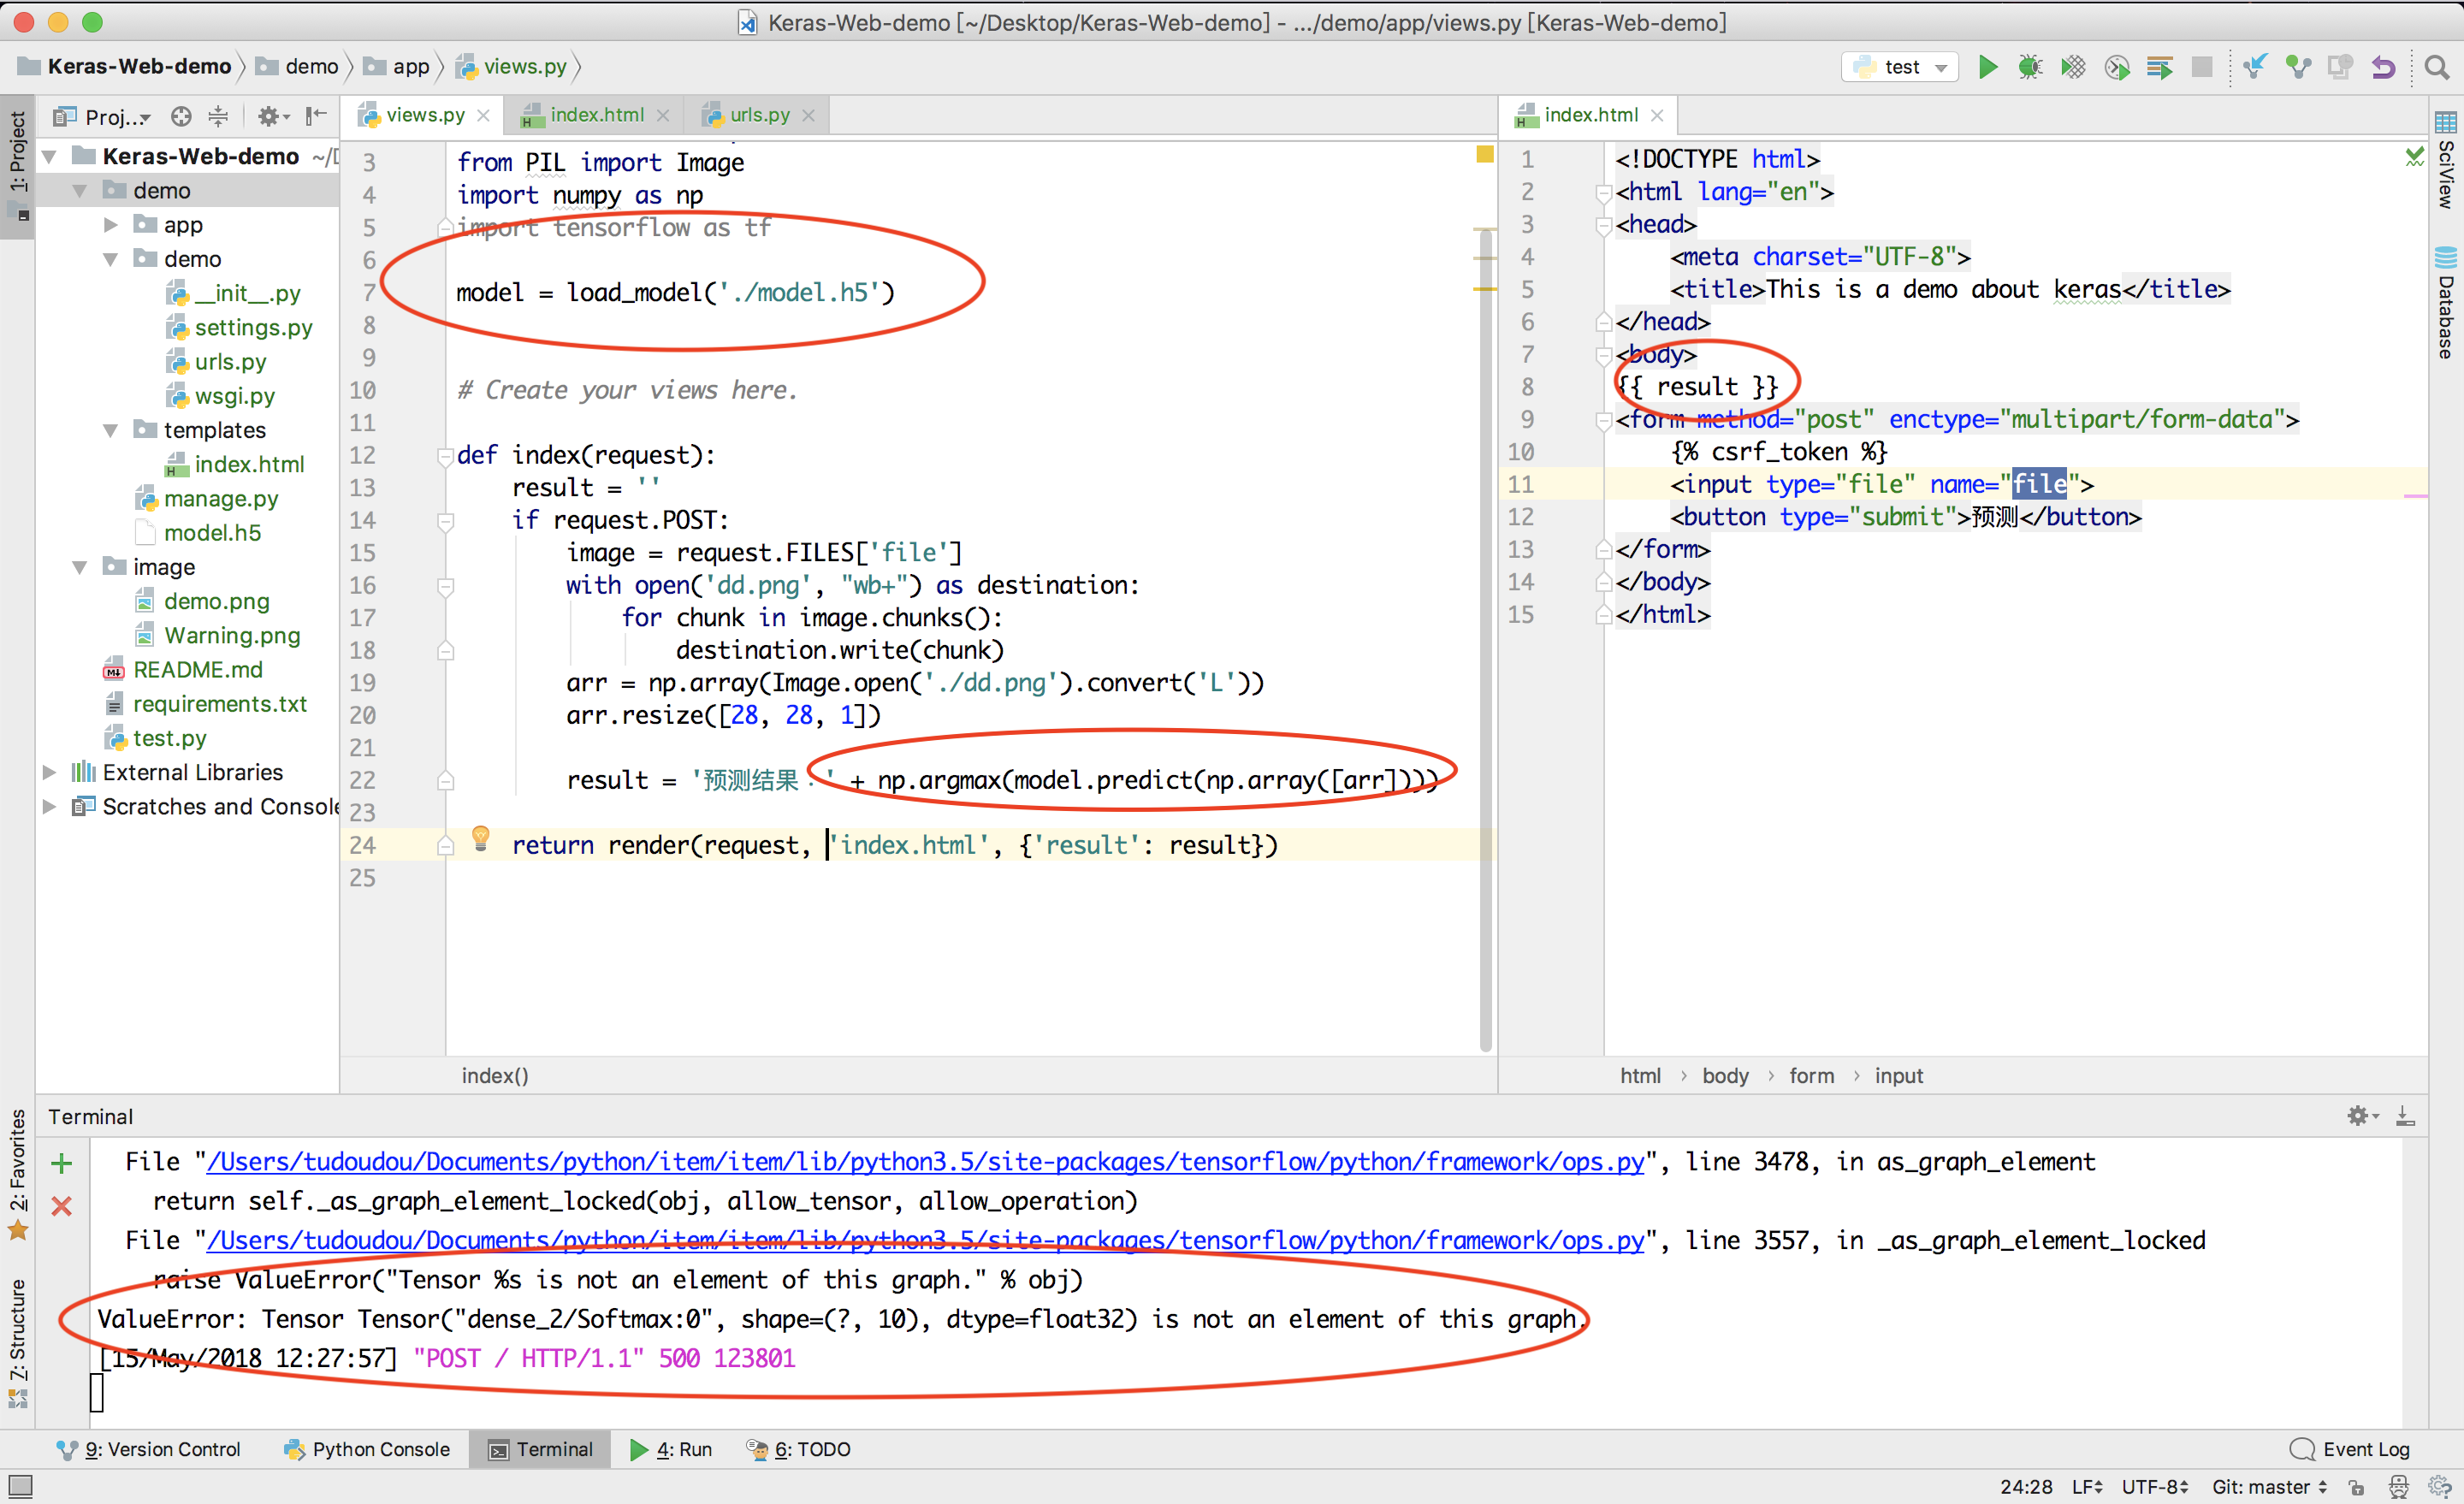 Keras-Web-demo [~/Desktop/Keras-Web-demo] - .../demo/app/views.py [Keras-Web-demo]
Keras-Web-demo demo app views.py test
1: Project
Proj...
Keras-Web-demo
demo
app
demo
__init__.py
settings.py
urls.py
wsgi.py
templates
index.html
manage.py
model.h5
image
demo.png
Warning.png
README.md
requirements.txt
test.py
External Libraries
Scratches and Console
views.py index.html urls.py
3 from PIL import Image
4 import numpy as np
5 import tensorflow as tf
6
7 model = load_model('./model.h5')
8
9
10 # Create your views here.
11
12 def index(request):
13 result = ''
14 if request.POST:
15 image = request.FILES['file']
16 with open('dd.png', "wb+") as destination:
17 for chunk in image.chunks():
18 destination.write(chunk)
19 arr = np.array(Image.open('./dd.png').convert('L'))
20 arr.resize([28, 28, 1])
21
22 result = '预测结果：' + np.argmax(model.predict(np.array([arr])))
23
24 return render(request, 'index.html', {'result': result})
25
index()
index.html
1 <!DOCTYPE html>
2 <html lang="en">
3 <head>
4 <meta charset="UTF-8">
5 <title>This is a demo about keras</title>
6 </head>
7 <body>
8 {{ result }}
9 <form method="post" enctype="multipart/form-data">
10 {% csrf_token %}
11 <input type="file" name="file">
12 <button type="submit">预测</button>
13 </form>
14 </body>
15 </html>
html › body › form › input
SciView
Database
2: Favorites
7: Structure
Terminal
File "/Users/tudoudou/Documents/python/item/item/lib/python3.5/site-packages/tensorflow/python/framework/ops.py", line 3478, in as_graph_element
return self._as_graph_element_locked(obj, allow_tensor, allow_operation)
File "/Users/tudoudou/Documents/python/item/item/lib/python3.5/site-packages/tensorflow/python/framework/ops.py", line 3557, in _as_graph_element_locked
raise ValueError("Tensor %s is not an element of this graph." % obj)
ValueError: Tensor Tensor("dense_2/Softmax:0", shape=(?, 10), dtype=float32) is not an element of this graph.
[15/May/2018 12:27:57] "POST / HTTP/1.1" 500 123801
9: Version Control Python Console Terminal 4: Run 6: TODO Event Log
24:28 LF UTF-8 Git: master